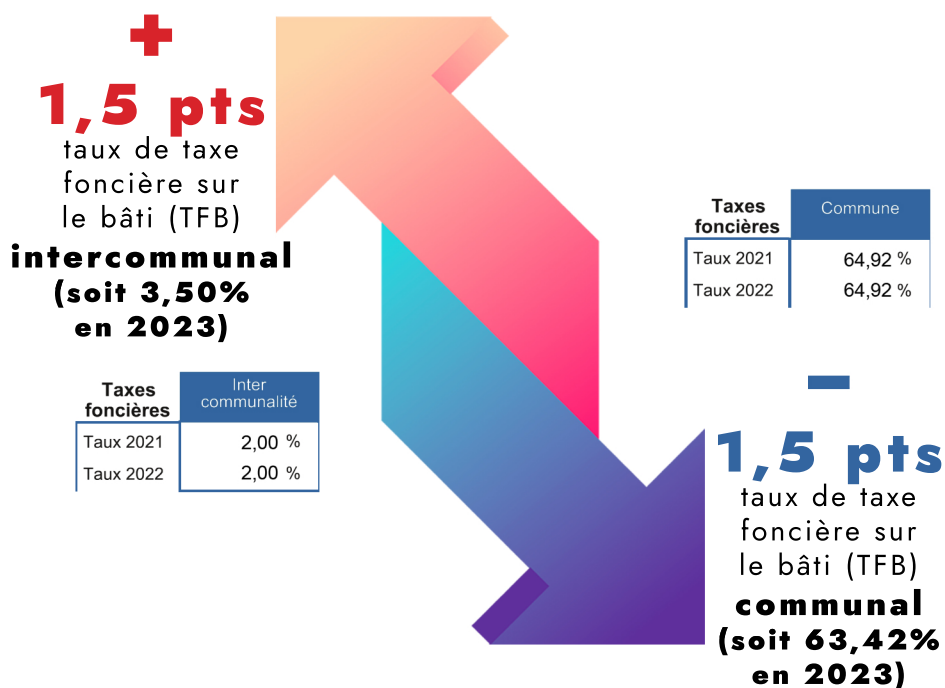 +
1,5 pts
taux de taxe
foncière sur
le bâti (TFB)
intercommunal
(soit 3,50%
en 2023)
Taxes foncières Inter communalité
Taux 2021 2,00 %
Taux 2022 2,00 %
Taxes foncières Commune
Taux 2021 64,92 %
Taux 2022 64,92 %
-
1,5 pts
taux de taxe
foncière sur
le bâti (TFB)
communal
(soit 63,42%
en 2023)